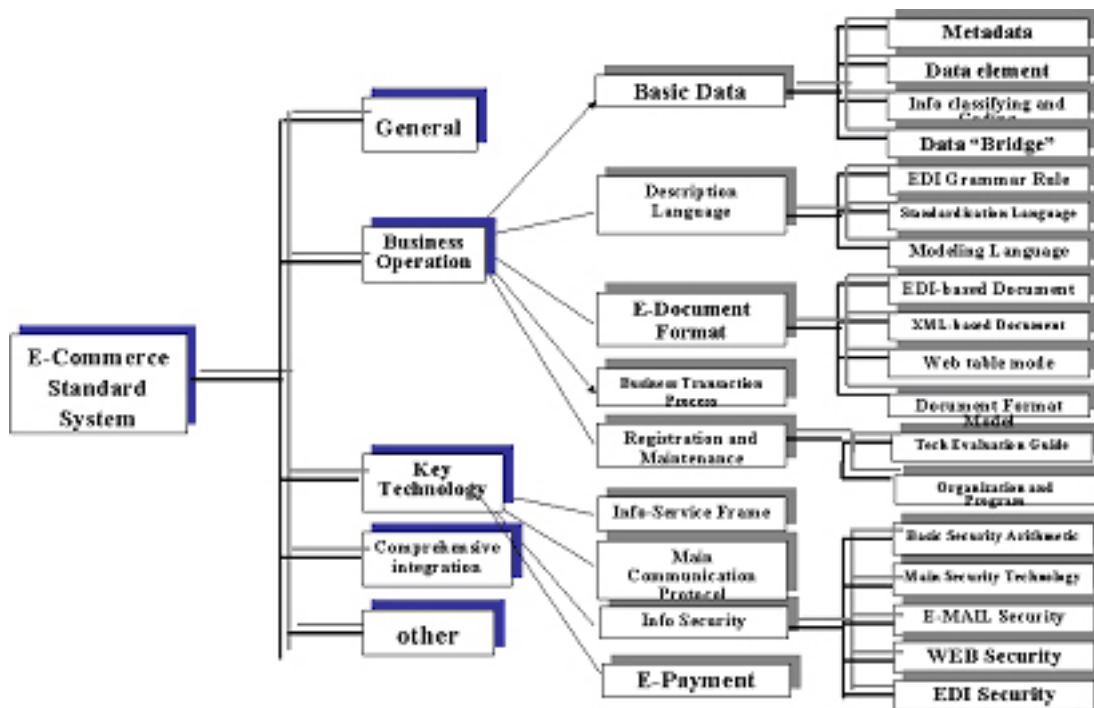 E-Commerce
Standard
System
General
Business
Operation
Key
Technology
Comprehensive
integration
other
Basic Data
Description
Language
E-Document
Format
Business Transaction
Process
Registration and
Maintenance
Info-Service Frame
Main
Communication
Protocol
Info Security
E-Payment
Metadata
Data element
Info classifying and
Coding
Data “Bridge”
EDI Grammar Rule
Standardization Language
Modeling Language
EDI-based Document
XML-based Document
Web table mode
Document Format
Model
Tech Evaluation Guide
Organization and
Program
Basic Security Arithmetic
Main Security Technology
E-MAIL Security
WEB Security
EDI Security